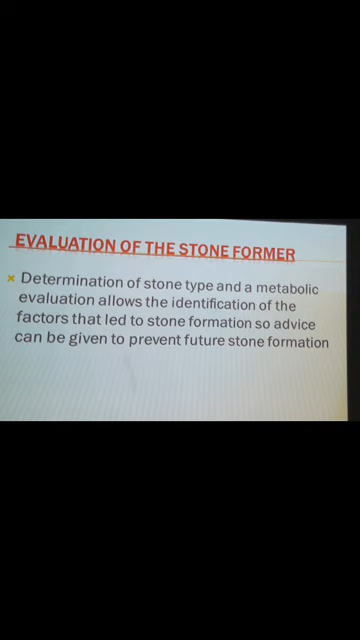 EVALUATION OF THE STONE FORMER
Determination of stone type and a metabolic
evaluation allows the identification of the
factors that led to stone formation so advice
can be given to prevent future stone formation